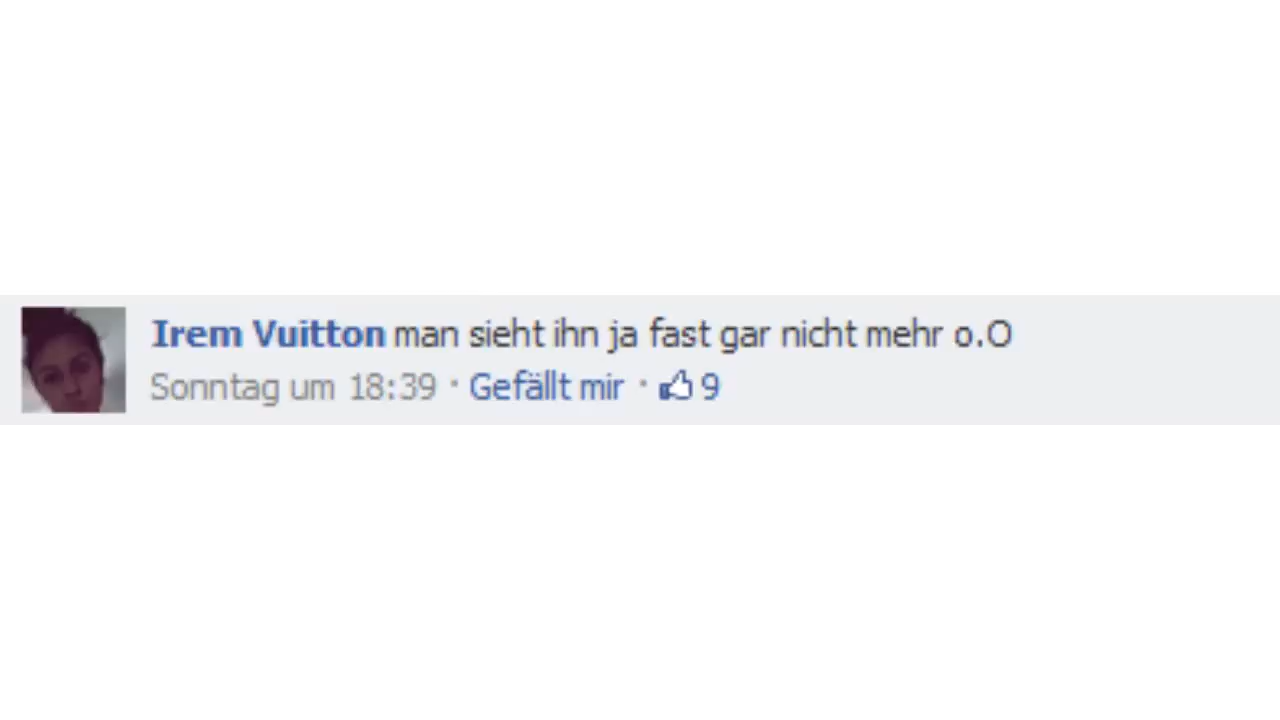 Irem Vuitton man sieht ihn ja fast gar nicht mehr o.O
Sonntag um 18:39 · Gefällt mir · 9